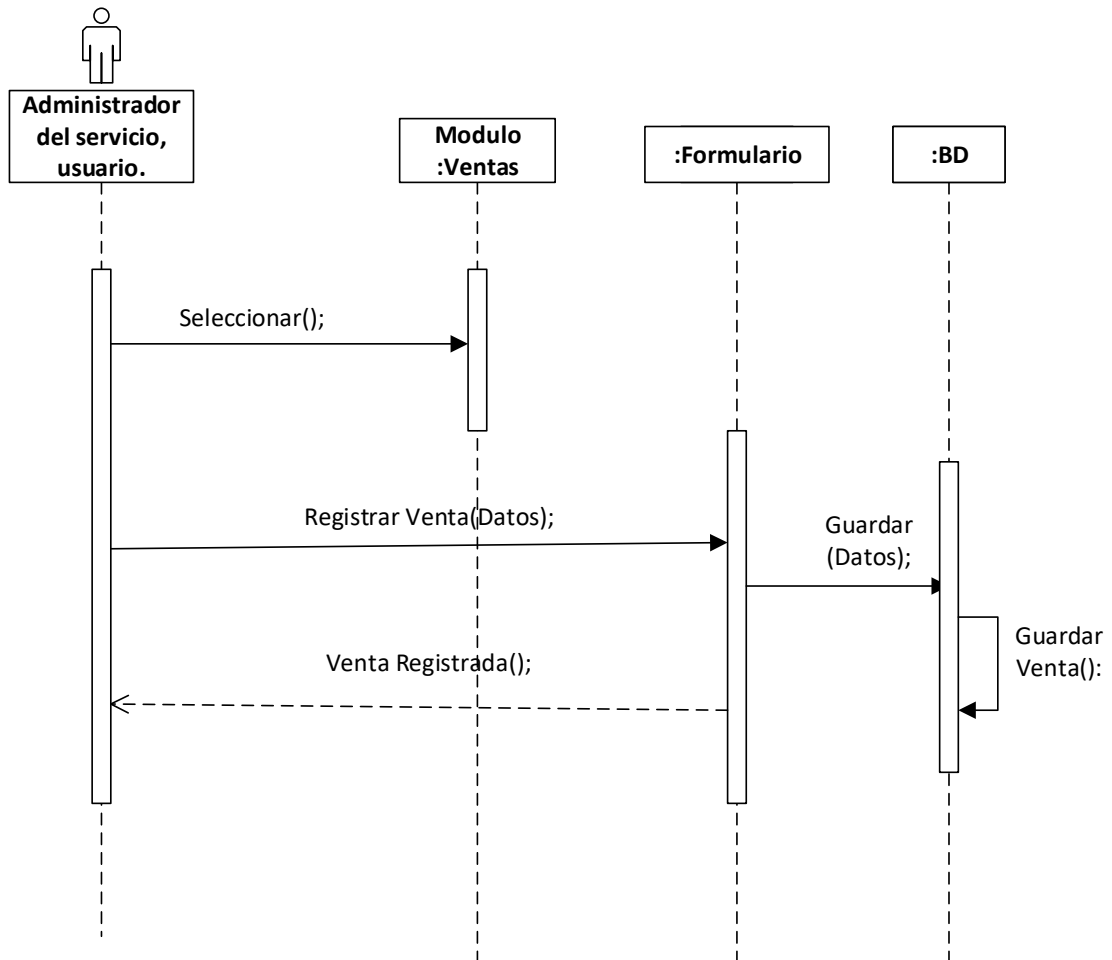 Administrador
del servicio,
usuario.
Modulo
:Ventas
:Formulario
:BD
Seleccionar();
Registrar Venta(Datos);
Guardar
(Datos);
Guardar
Venta():
Venta Registrada();